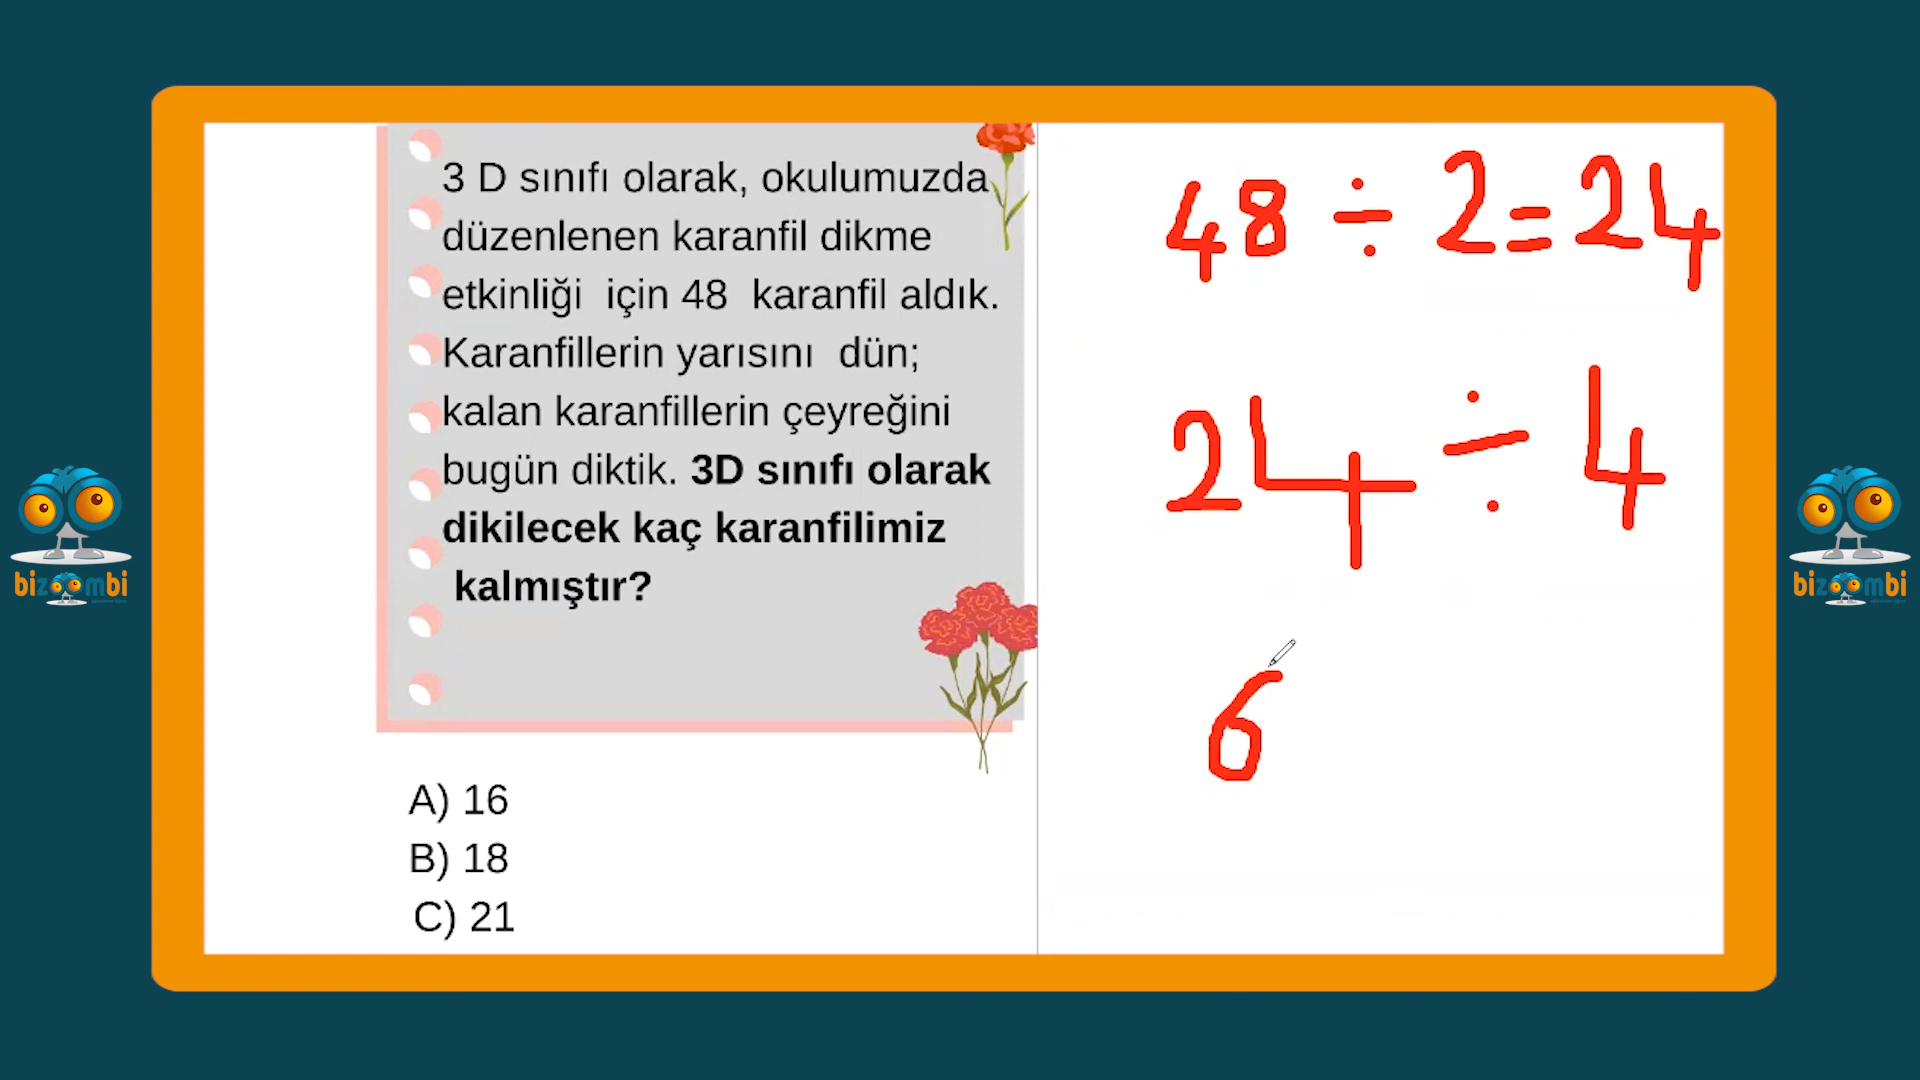 3 D sınıfı olarak, okulumuzda
düzenlenen karanfil dikme
etkinliği için 48 karanfil aldık.
Karanfillerin yarısını dün;
kalan karanfillerin çeyreğini
bugün diktik. 3D sınıfı olarak
dikilecek kaç karanfilimiz
kalmıştır?
A) 16
B) 18
C) 21
48 ÷ 2 = 24
24 ÷ 4
6
bizoombi
bizoombi